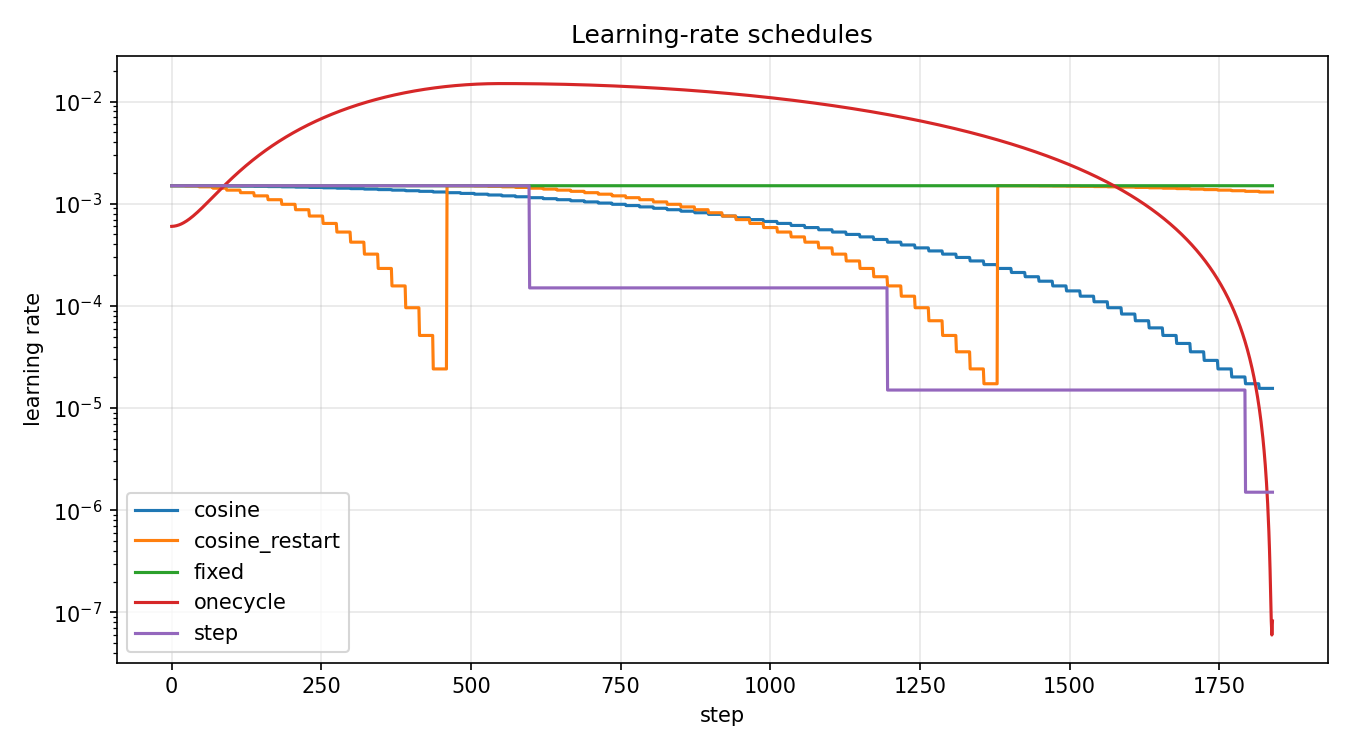 Learning-rate schedules
learning rate
10⁻²
10⁻³
10⁻⁴
10⁻⁵
10⁻⁶
10⁻⁷
cosine
cosine_restart
fixed
onecycle
step
0 250 500 750 1000 1250 1500 1750
step